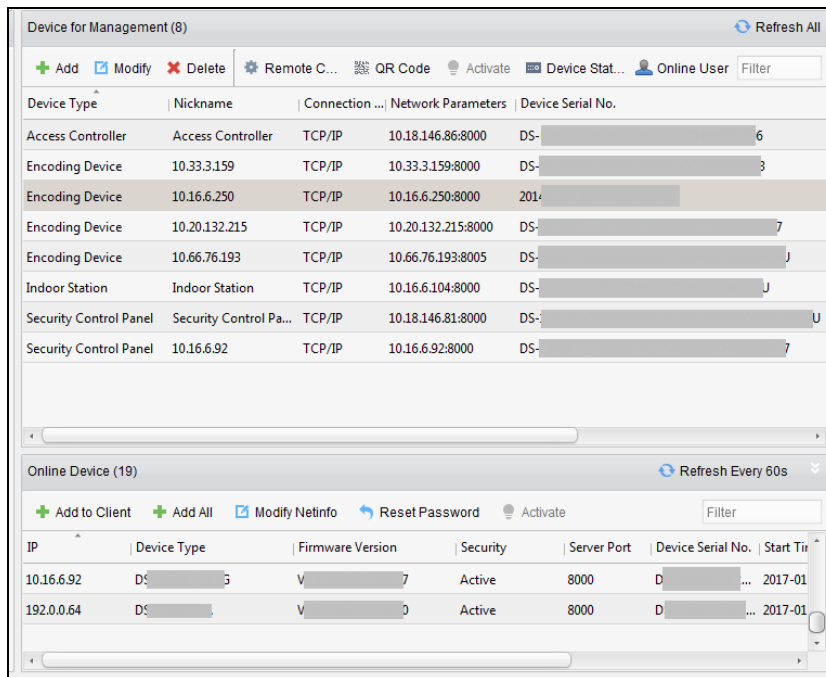 Device for Management (8) Refresh All
Add Modify Delete Remote C... QR Code Activate Device Stat... Online User Filter
Device Type Nickname Connection ... Network Parameters Device Serial No.
Access Controller Access Controller TCP/IP 10.18.146.86:8000 DS- 6
Encoding Device 10.33.3.159 TCP/IP 10.33.3.159:8000 DS-
Encoding Device 10.16.6.250 TCP/IP 10.16.6.250:8000 2014
Encoding Device 10.20.132.215 TCP/IP 10.20.132.215:8000 DS- 7
Encoding Device 10.66.76.193 TCP/IP 10.66.76.193:8005 DS-
Indoor Station Indoor Station TCP/IP 10.16.6.104:8000 DS- U
Security Control Panel Security Control Pa... TCP/IP 10.18.146.81:8000 DS- U
Security Control Panel 10.16.6.92 TCP/IP 10.16.6.92:8000 DS- 7
Online Device (19) Refresh Every 60s
Add to Client Add All Modify Netinfo Reset Password Activate Filter
IP Device Type Firmware Version Security Server Port Device Serial No. Start Tir
10.16.6.92 DS G V 7 Active 8000 D ... 2017-01
192.0.0.64 DS V 0 Active 8000 D ... 2017-01